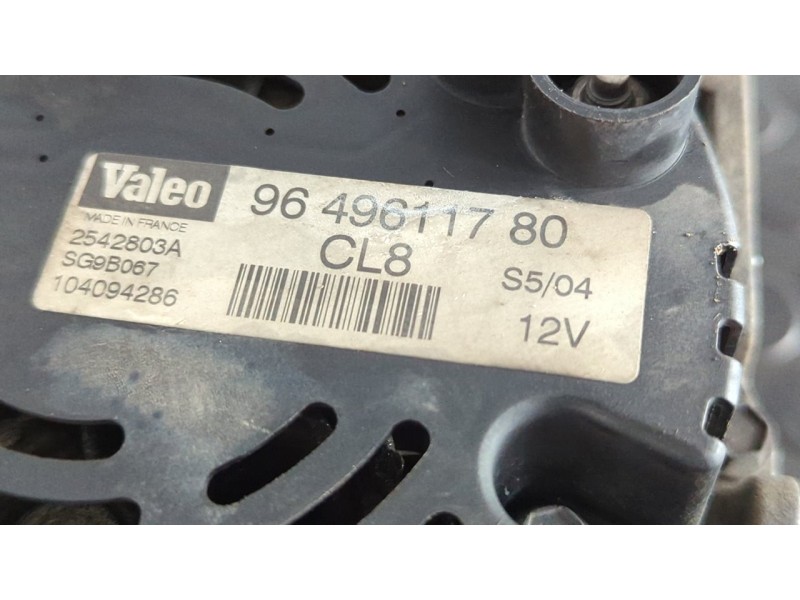 Valeo
96 496117 80
MADE IN FRANCE
2542803A
CL8
SG9B067
S5/04
104094286
12V